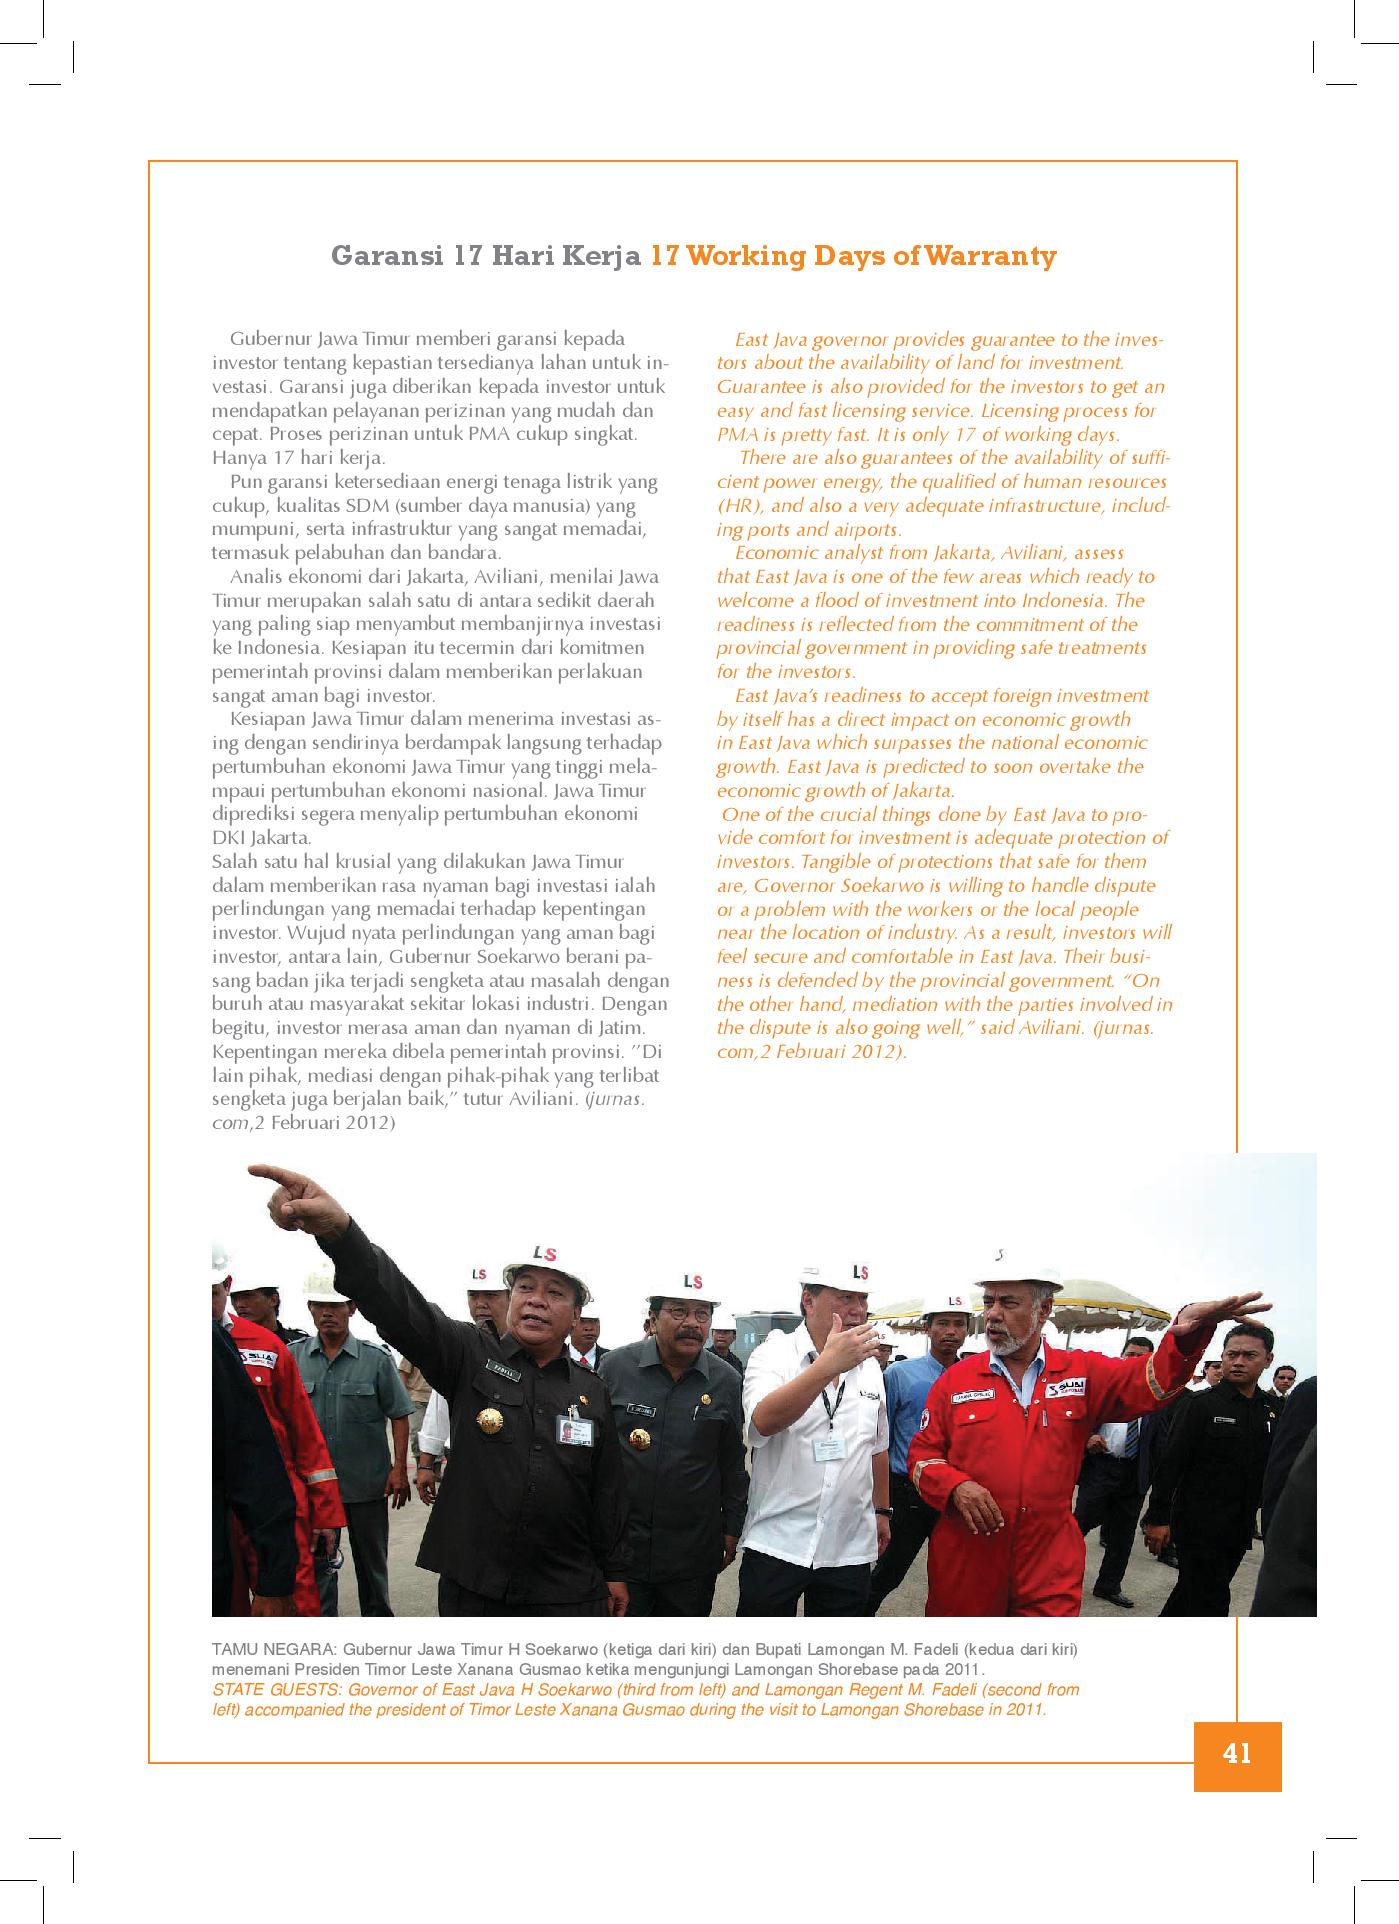 Garansi 17 Hari Kerja 17 Working Days of Warranty
Gubernur Jawa Timur memberi garansi kepada
investor tentang kepastian tersedianya lahan untuk in-
vestasi. Garansi juga diberikan kepada investor untuk
mendapatkan pelayanan perizinan yang mudah dan
cepat. Proses perizinan untuk PMA cukup singkat.
Hanya 17 hari kerja.
Pun garansi ketersediaan energi tenaga listrik yang
cukup, kualitas SDM (sumber daya manusia) yang
mumpuni, serta infrastruktur yang sangat memadai,
termasuk pelabuhan dan bandara.
Analis ekonomi dari Jakarta, Aviliani, menilai Jawa
Timur merupakan salah satu di antara sedikit daerah
yang paling siap menyambut membanjirnya investasi
ke Indonesia. Kesiapan itu tecermin dari komitmen
pemerintah provinsi dalam memberikan perlakuan
sangat aman bagi investor.
Kesiapan Jawa Timur dalam menerima investasi as-
ing dengan sendirinya berdampak langsung terhadap
pertumbuhan ekonomi Jawa Timur yang tinggi mela-
mpaui pertumbuhan ekonomi nasional. Jawa Timur
diprediksi segera menyalip pertumbuhan ekonomi
DKI Jakarta.
Salah satu hal krusial yang dilakukan Jawa Timur
dalam memberikan rasa nyaman bagi investasi ialah
perlindungan yang memadai terhadap kepentingan
investor. Wujud nyata perlindungan yang aman bagi
investor, antara lain, Gubernur Soekarwo berani pa-
sang badan jika terjadi sengketa atau masalah dengan
buruh atau masyarakat sekitar lokasi industri. Dengan
begitu, investor merasa aman dan nyaman di Jatim.
Kepentingan mereka dibela pemerintah provinsi. ’’Di
lain pihak, mediasi dengan pihak-pihak yang terlibat
sengketa juga berjalan baik,” tutur Aviliani. (jurnas.
com,2 Februari 2012)
East Java governor provides guarantee to the inves-
tors about the availability of land for investment.
Guarantee is also provided for the investors to get an
easy and fast licensing service. Licensing process for
PMA is pretty fast. It is only 17 of working days.
There are also guarantees of the availability of suffi-
cient power energy, the qualified of human resources
(HR), and also a very adequate infrastructure, includ-
ing ports and airports.
Economic analyst from Jakarta, Aviliani, assess
that East Java is one of the few areas which ready to
welcome a flood of investment into Indonesia. The
readiness is reflected from the commitment of the
provincial government in providing safe treatments
for the investors.
East Java’s readiness to accept foreign investment
by itself has a direct impact on economic growth
in East Java which surpasses the national economic
growth. East Java is predicted to soon overtake the
economic growth of Jakarta.
One of the crucial things done by East Java to pro-
vide comfort for investment is adequate protection of
investors. Tangible of protections that safe for them
are, Governor Soekarwo is willing to handle dispute
or a problem with the workers or the local people
near the location of industry. As a result, investors will
feel secure and comfortable in East Java. Their busi-
ness is defended by the provincial government. “On
the other hand, mediation with the parties involved in
the dispute is also going well,” said Aviliani. (jurnas.
com,2 Februari 2012).
LS
LS
LS
LS
LS
S
FADELI
TAMU NEGARA: Gubernur Jawa Timur H Soekarwo (ketiga dari kiri) dan Bupati Lamongan M. Fadeli (kedua dari kiri)
menemani Presiden Timor Leste Xanana Gusmao ketika mengunjungi Lamongan Shorebase pada 2011.
STATE GUESTS: Governor of East Java H Soekarwo (third from left) and Lamongan Regent M. Fadeli (second from
left) accompanied the president of Timor Leste Xanana Gusmao during the visit to Lamongan Shorebase in 2011.
41